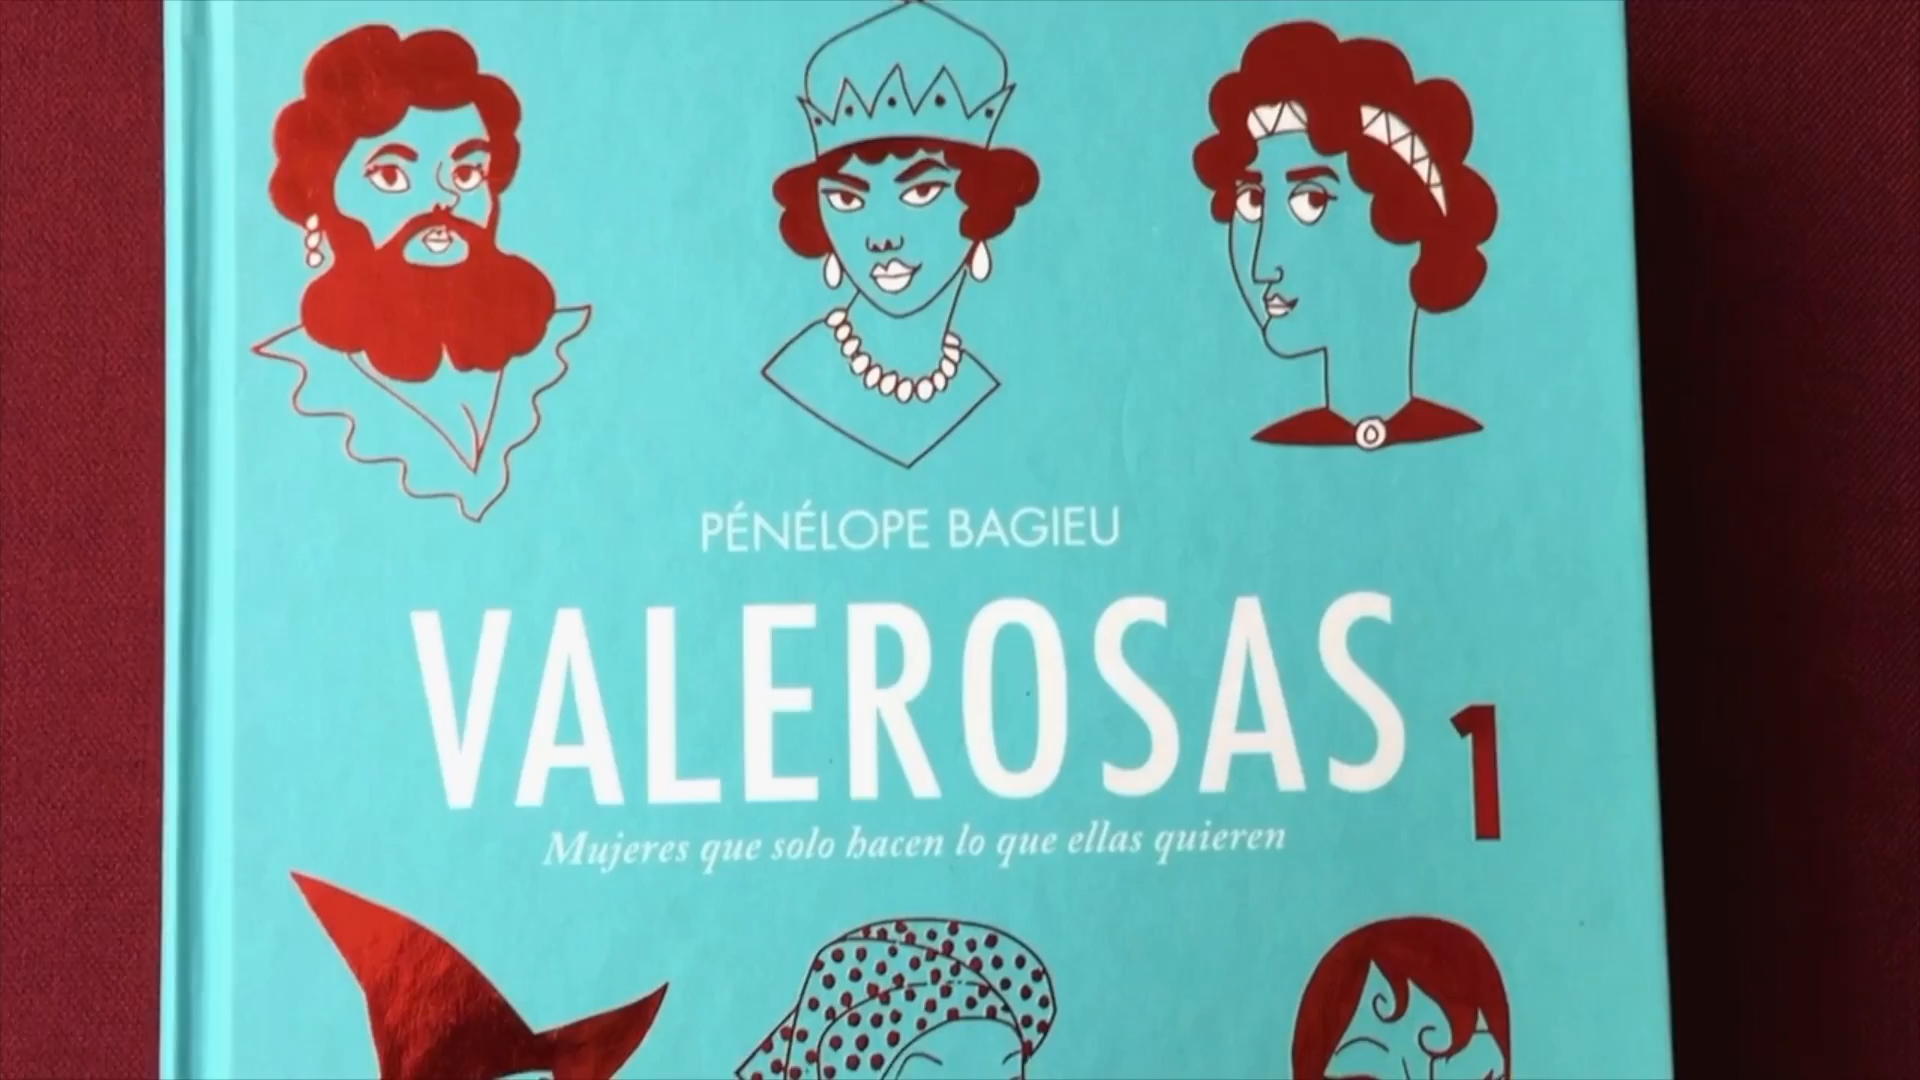 PÉNÉLOPE BAGIEU
VALEROSAS 1
Mujeres que solo hacen lo que ellas quieren